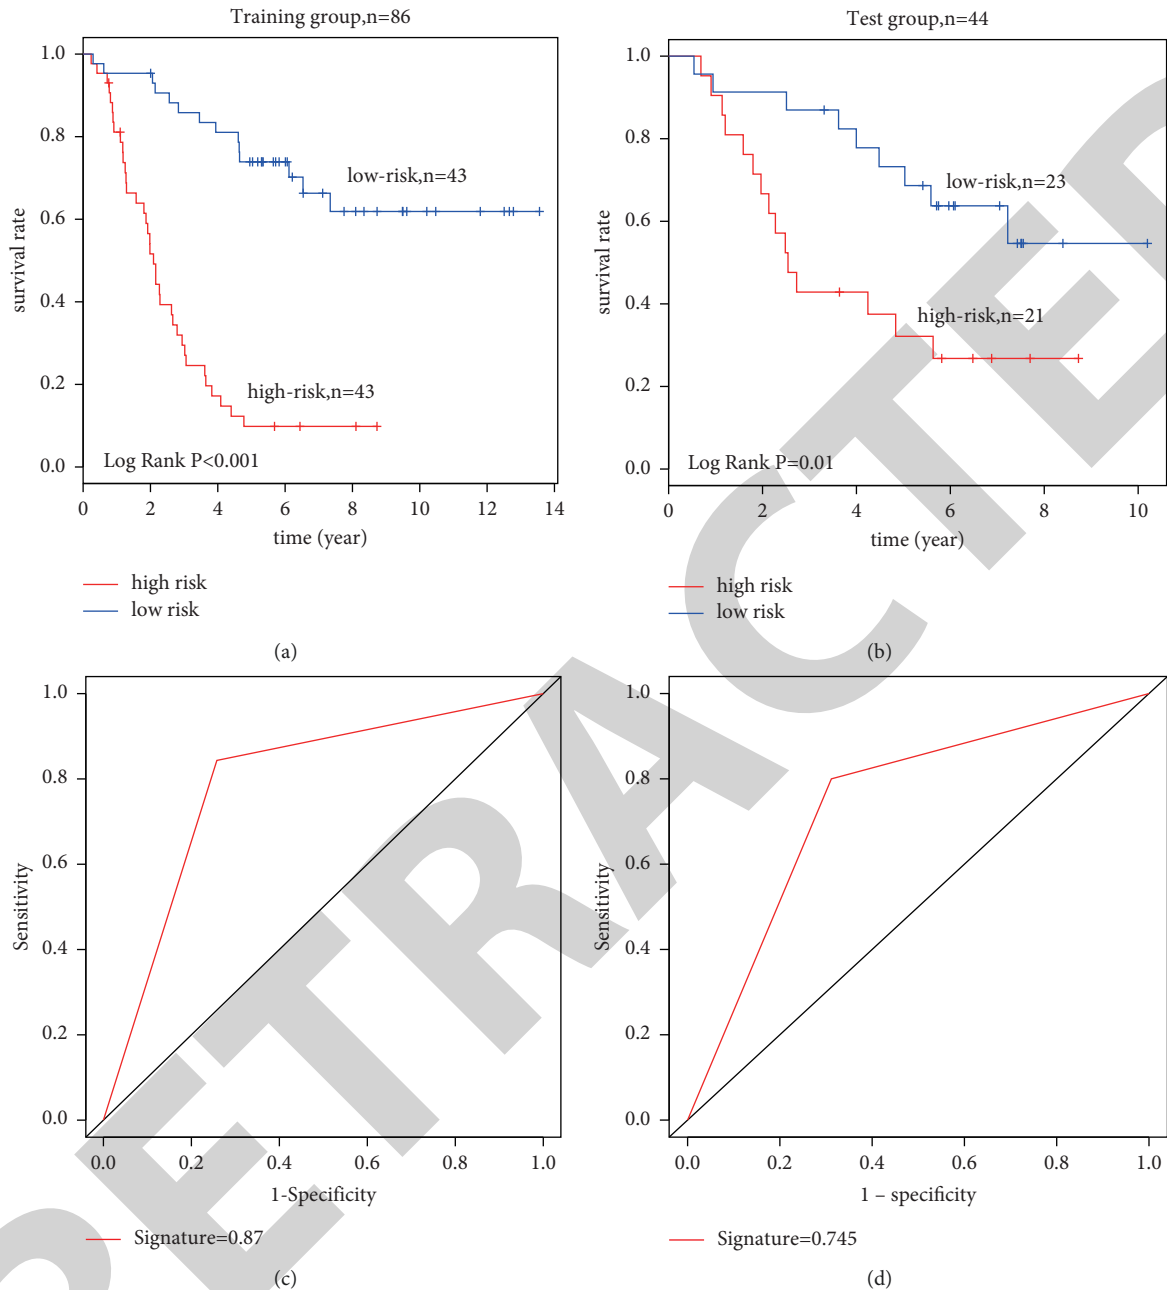 Training group,n=86
survival rate
1.0
0.8
0.6
0.4
0.2
0.0
low-risk,n=43
high-risk,n=43
Log Rank P<0.001
0 2 4 6 8 10 12 14
time (year)
high risk
low risk
(a)
Test group,n=44
survival rate
1.0
0.8
0.6
0.4
0.2
0.0
low-risk,n=23
high-risk,n=21
Log Rank P=0.01
0 2 4 6 8 10
time (year)
high risk
low risk
(b)
Sensitivity
1.0
0.8
0.6
0.4
0.2
0.0
0.0 0.2 0.4 0.6 0.8 1.0
1-Specificity
Signature=0.87
(c)
Sensitivity
1.0
0.8
0.6
0.4
0.2
0.0
0.0 0.2 0.4 0.6 0.8 1.0
1 – specificity
Signature=0.745
(d)
RETRACTED